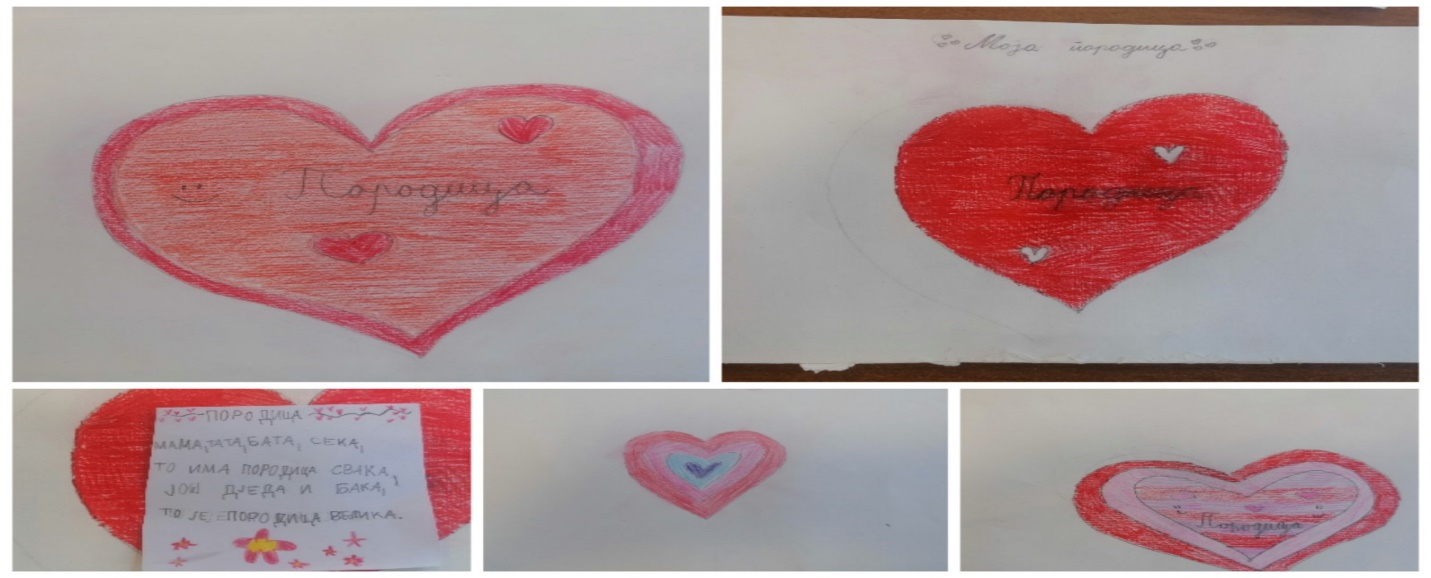 Породица
Моја породица
Породица
ПОРОДИЦА
МАМА, ТАТА, БАТА, СЕКА,
ТО ИМА ПОРОДИЦА СВАКА,
ЈОШ ДЈЕДА И БАКА,
ТО ЈЕ ПОРОДИЦА ВЕЛИКА.
Породица